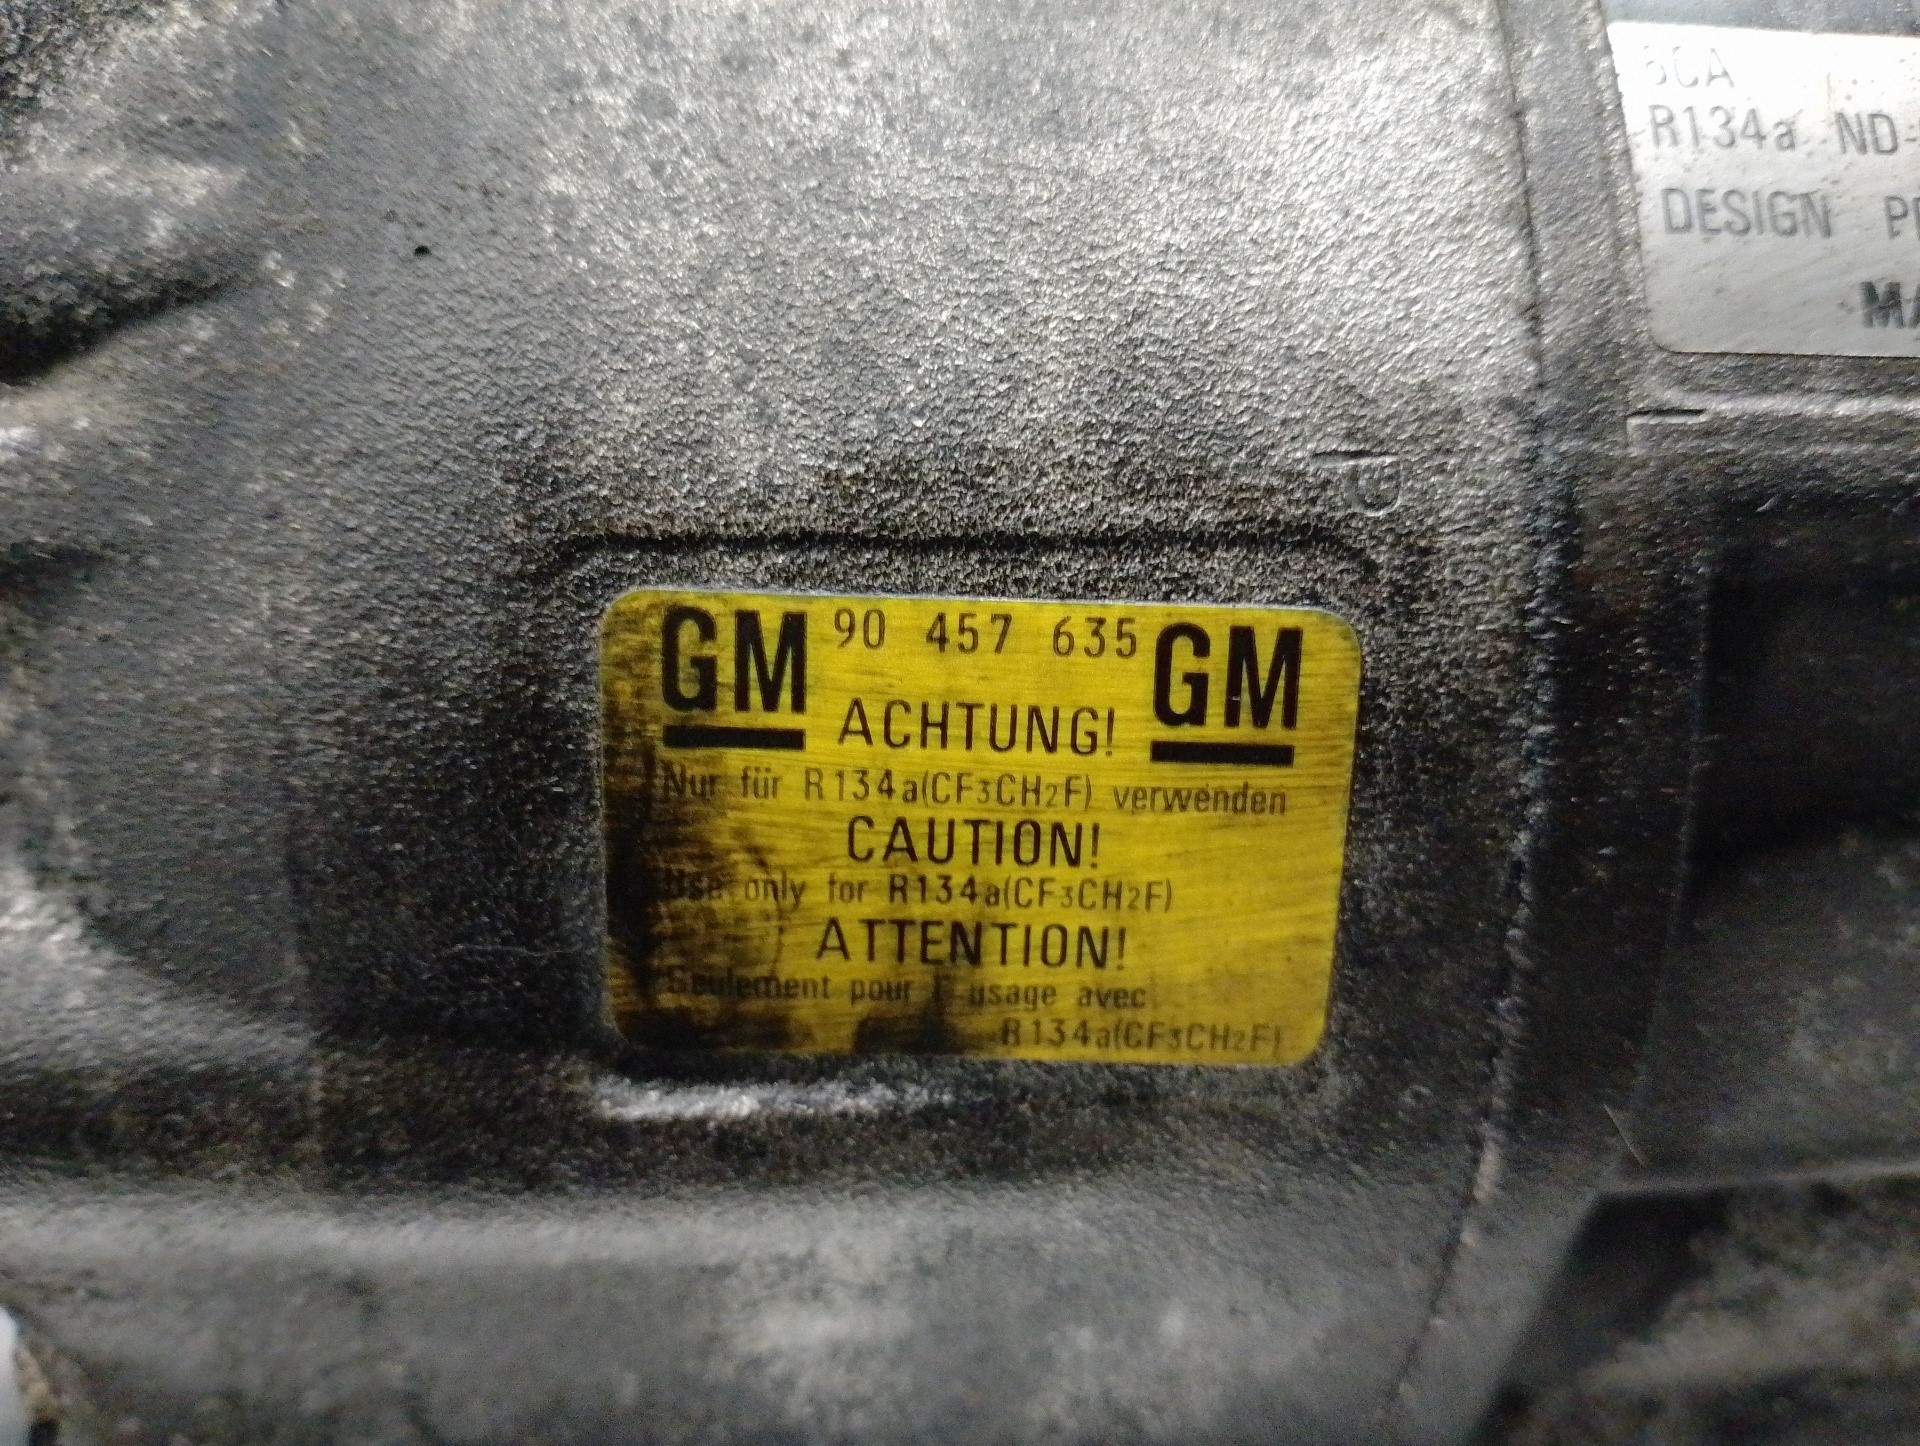 GM 90 457 635 GM
ACHTUNG!
Nur für R134a(CF3CH2F) verwenden
CAUTION!
Use only for R134a(CF3CH2F)
ATTENTION!
Seulement pour l'usage avec
R134a(CF3CH2F)
R134a ND-
DESIGN
P